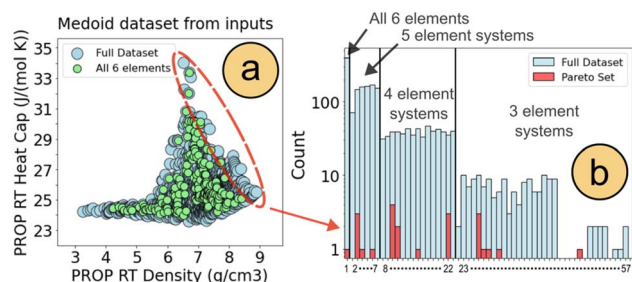 Medoid dataset from inputs
PROP RT Heat Cap (J/(mol K))
35
33
31
29
27
25
23
Full Dataset
All 6 elements
a
3 4 5 6 7 8 9
PROP RT Density (g/cm3)
All 6 elements
5 element systems
4 element
systems
3 element
systems
Full Dataset
Pareto Set
b
Count
100
10
1
1 2 7 8 22 23 57